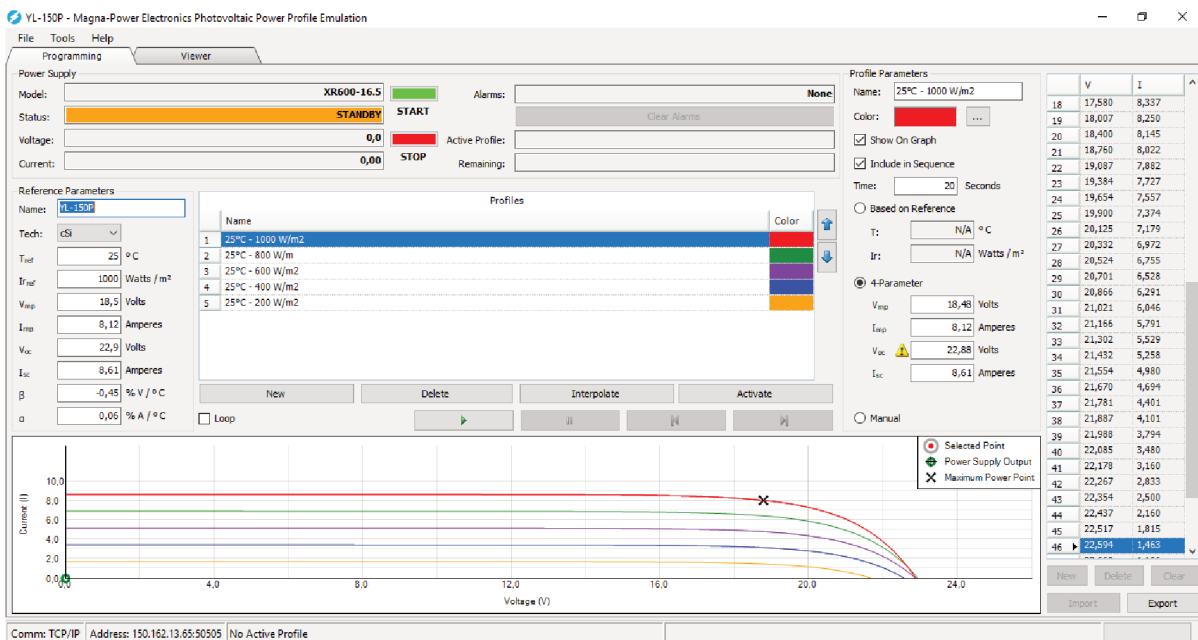 YL-150P - Magna-Power Electronics Photovoltaic Power Profile Emulation
File Tools Help
Programming Viewer
Power Supply
Model: XR600-16.5
Status: STANDBY
Voltage: 0,0
Current: 0,00
START
STOP
Alarms: None
Clear Alarms
Active Profile:
Remaining:
Reference Parameters
Name: YL-150P
Tech: cSi
Tref 25 º C
Irref 1000 Watts / m²
Vmp 18,5 Volts
Imp 8,12 Amperes
Voc 22,9 Volts
Isc 8,61 Amperes
β -0,45 % V / º C
α 0,06 % A / º C
Profiles
Name Color
1 25ºC - 1000 W/m2
2 25ºC - 800 W/m
3 25ºC - 600 W/m2
4 25ºC - 400 W/m2
5 25ºC - 200 W/m2
New Delete Interpolate Activate
Loop
Profile Parameters
Name: 25ºC - 1000 W/m2
Color: ...
Show On Graph
Include in Sequence
Time: 20 Seconds
Based on Reference
T: N/A º C
Ir: N/A Watts / m²
4-Parameter
Vmp 18,48 Volts
Imp 8,12 Amperes
Voc 22,88 Volts
Isc 8,61 Amperes
Manual
V I
18 17,580 8,337
19 18,007 8,250
20 18,400 8,145
21 18,760 8,022
22 19,087 7,882
23 19,384 7,727
24 19,654 7,557
25 19,900 7,374
26 20,125 7,179
27 20,332 6,972
28 20,524 6,755
29 20,701 6,528
30 20,866 6,291
31 21,021 6,046
32 21,166 5,791
33 21,302 5,529
34 21,432 5,258
35 21,554 4,980
36 21,670 4,694
37 21,781 4,401
38 21,887 4,101
39 21,988 3,794
40 22,085 3,480
41 22,178 3,160
42 22,267 2,833
43 22,354 2,500
44 22,437 2,160
45 22,517 1,815
46 22,594 1,463
New Delete Clear
Import Export
Selected Point
Power Supply Output
Maximum Power Point
Current (I)
10,0
8,0
6,0
4,0
2,0
0,0
0,0 4,0 8,0 12,0 16,0 20,0 24,0
Voltage (V)
Comm: TCP/IP Address: 150.162.13.65:50505 No Active Profile